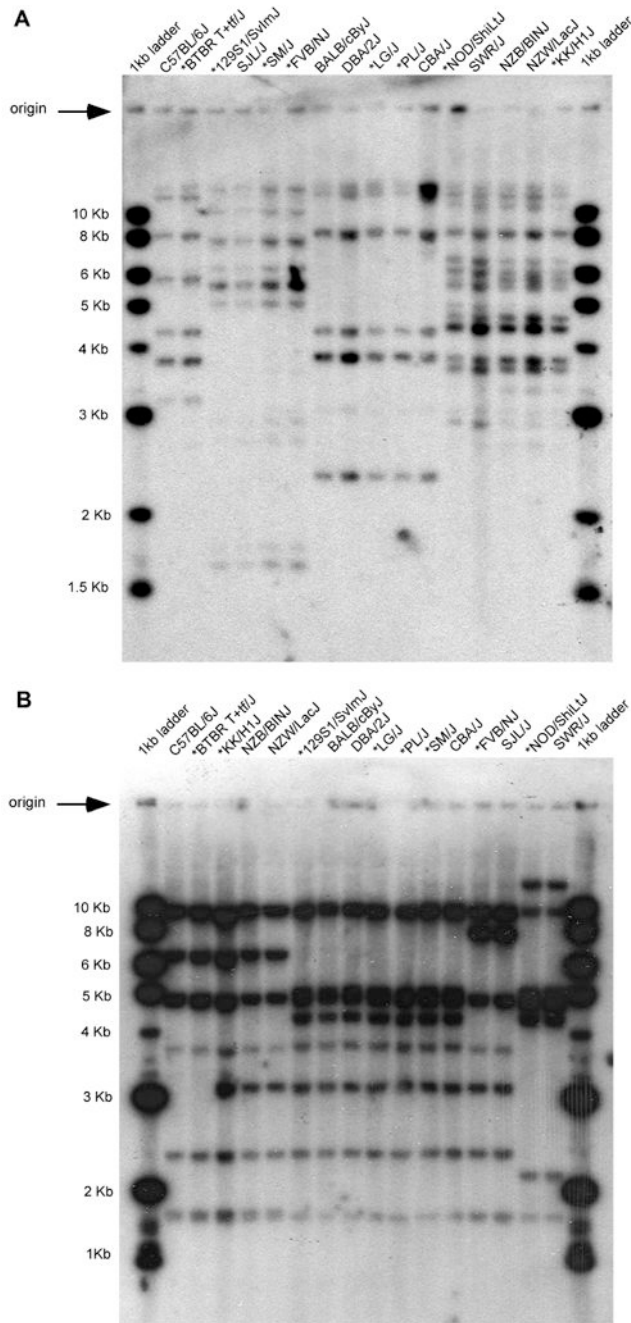 A
1kb ladder
C57BL/6J
*BTBR T+tf/J
*129S1/SvImJ
SJL/J
*SM/J
*FVB/NJ
BALB/cByJ
DBA/2J
*LG/J
*PL/J
CBA/J
*NOD/ShiLtJ
SWR/J
NZB/BINJ
NZW/LacJ
*KK/H1J
1kb ladder
origin
10 Kb
8 Kb
6 Kb
5 Kb
4 Kb
3 Kb
2 Kb
1.5 Kb
B
1kb ladder
C57BL/6J
*BTBR T+tf/J
*KK/H1J
NZB/BINJ
NZW/LacJ
*129S1/SvImJ
BALB/cByJ
DBA/2J
*LG/J
*PL/J
*SM/J
CBA/J
*FVB/NJ
SJL/J
*NOD/ShiLtJ
SWR/J
1kb ladder
origin
10 Kb
8 Kb
6 Kb
5 Kb
4 Kb
3 Kb
2 Kb
1Kb